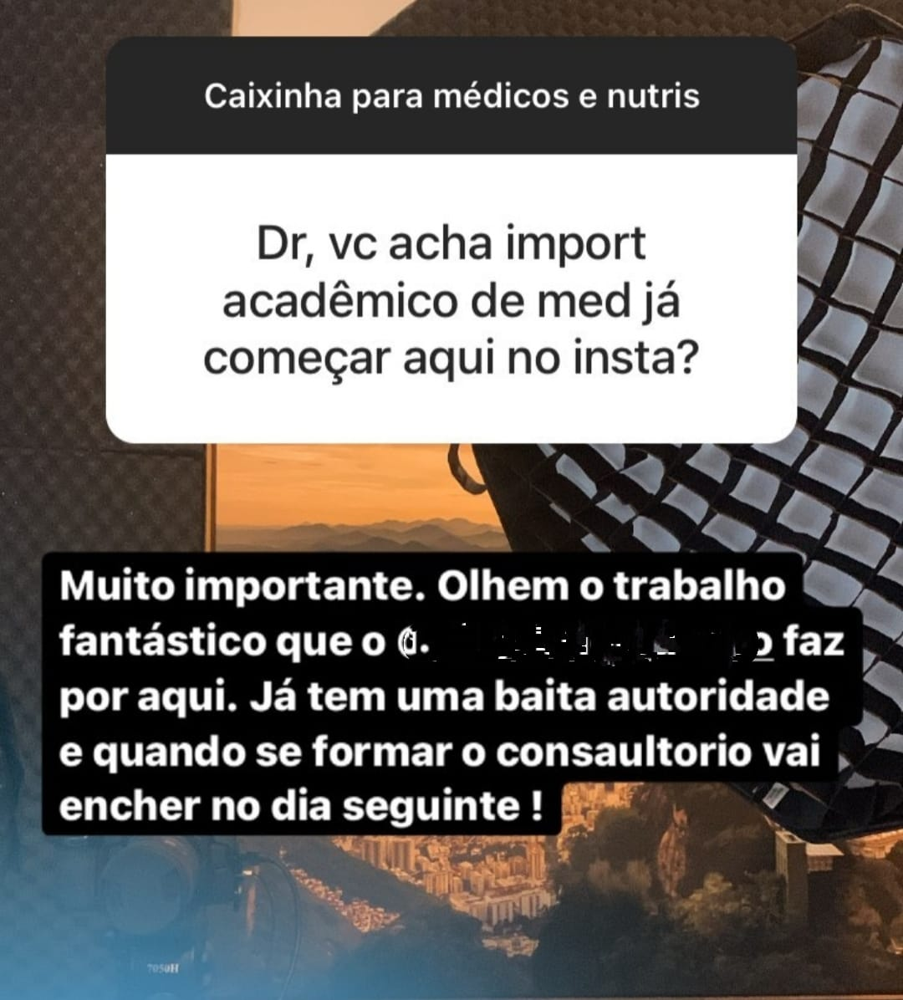 Caixinha para médicos e nutris
Dr, vc acha import
acadêmico de med já
começar aqui no insta?
Muito importante. Olhem o trabalho
fantástico que o faz
por aqui. Já tem uma baita autoridade
e quando se formar o consaultorio vai
encher no dia seguinte !